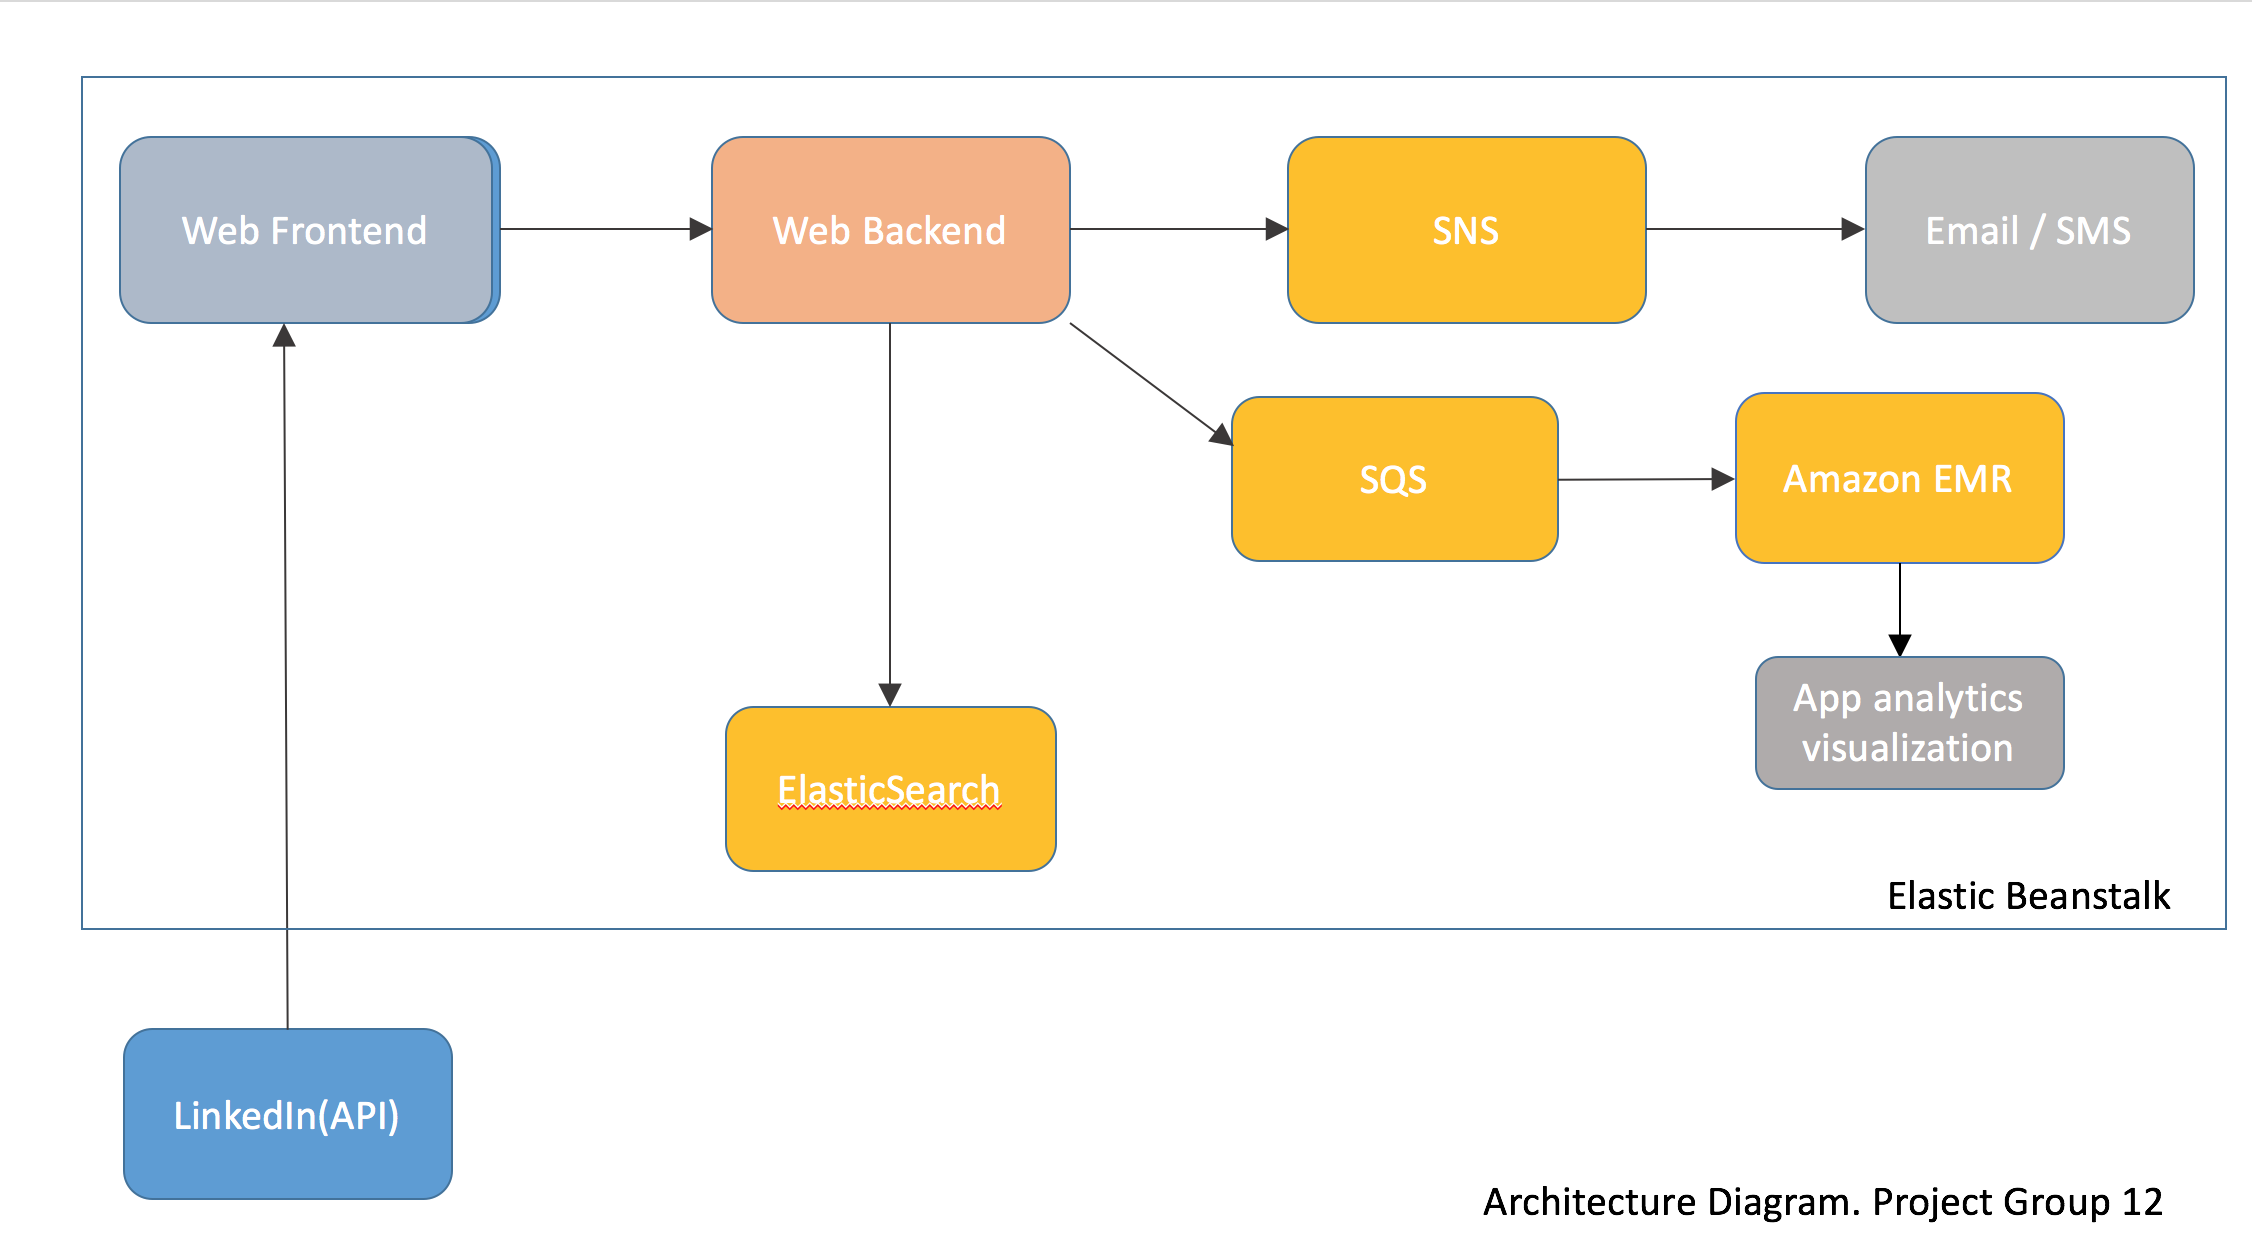 Web Frontend
Web Backend
SNS
Email / SMS
SQS
Amazon EMR
App analytics
visualization
ElasticSearch
Elastic Beanstalk
LinkedIn(API)
Architecture Diagram. Project Group 12